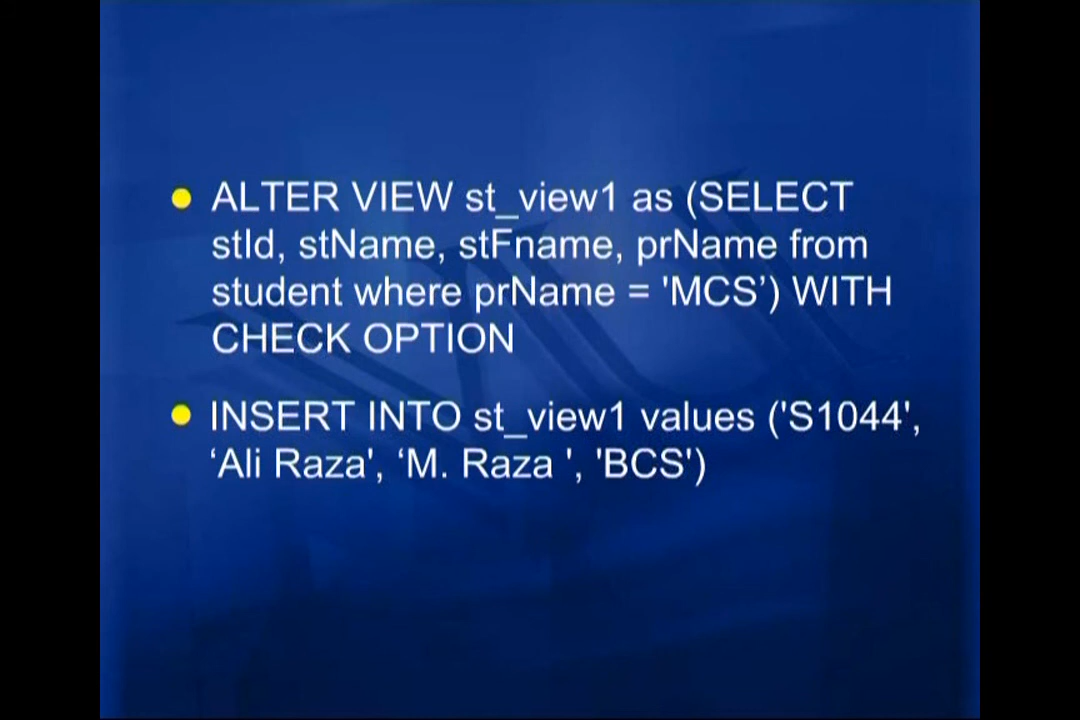 ALTER VIEW st_view1 as (SELECT
stId, stName, stFname, prName from
student where prName = 'MCS’) WITH
CHECK OPTION
INSERT INTO st_view1 values ('S1044',
‘Ali Raza', ‘M. Raza ', 'BCS')